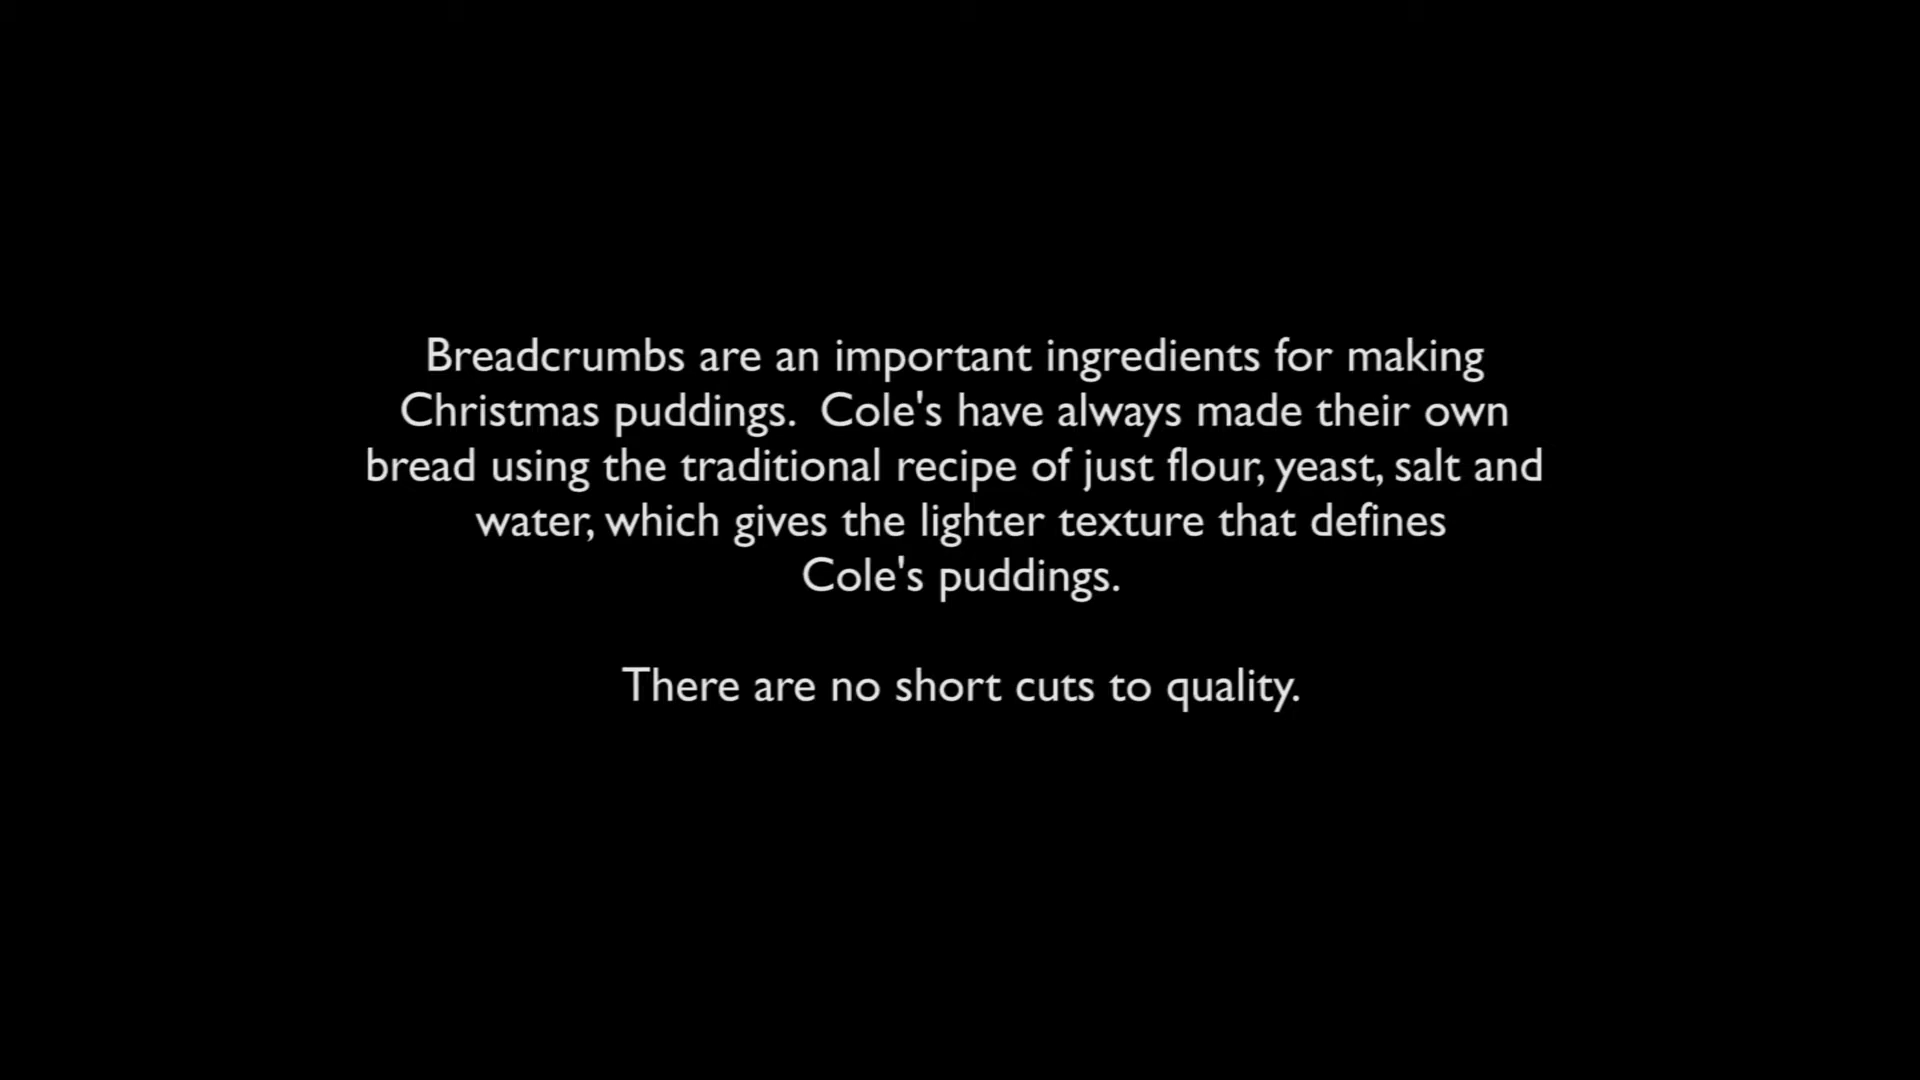 Breadcrumbs are an important ingredients for making
Christmas puddings.  Cole's have always made their own
bread using the traditional recipe of just flour, yeast, salt and
water, which gives the lighter texture that defines
Cole's puddings.
There are no short cuts to quality.